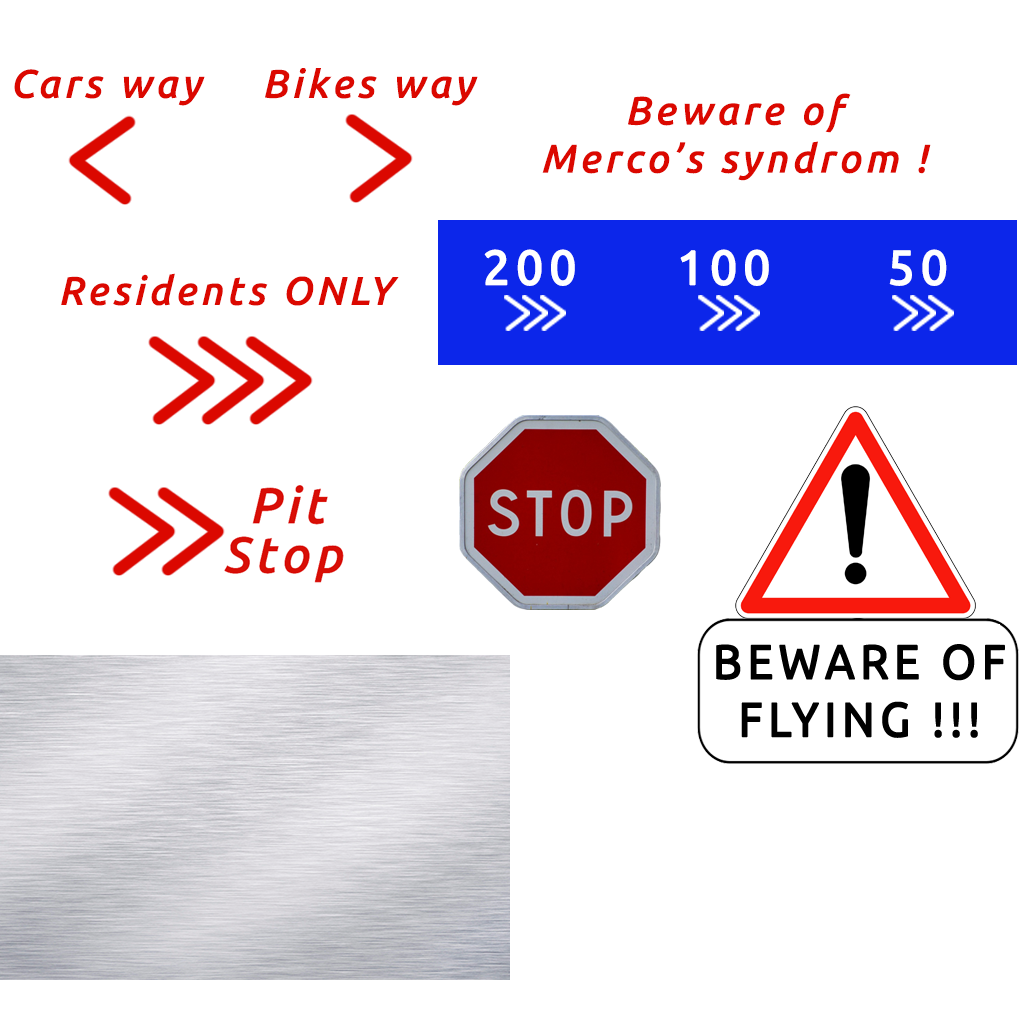 Cars way
Bikes way
Beware of
Merco’s syndrom !
200
100
50
Residents ONLY
Pit
Stop
STOP
BEWARE OF
FLYING !!!